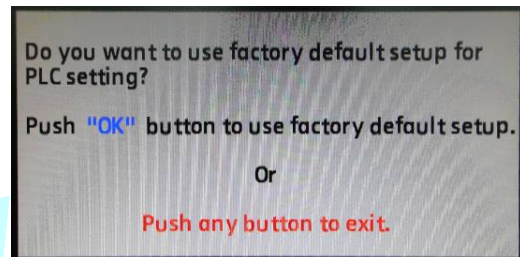 Do you want to use factory default setup for
PLC setting?
Push "OK" button to use factory default setup.
Or
Push any button to exit.